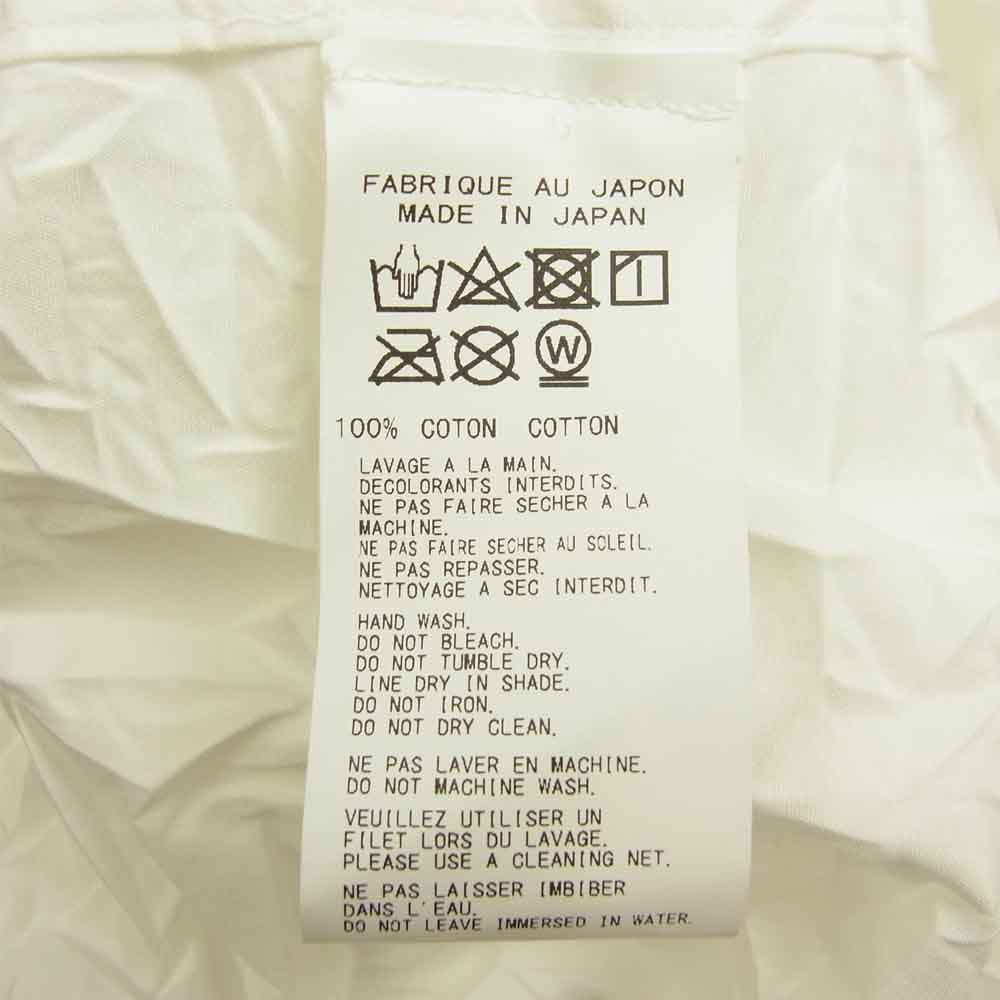 FABRIQUE AU JAPON
MADE IN JAPAN
W
100% COTON COTTON
LAVAGE A LA MAIN.
DECOLORANTS INTERDITS.
NE PAS FAIRE SECHER A LA
MACHINE.
NE PAS FAIRE SECHER AU SOLEIL.
NE PAS REPASSER.
NETTOYAGE A SEC INTERDIT.
HAND WASH.
DO NOT BLEACH.
DO NOT TUMBLE DRY.
LINE DRY IN SHADE.
DO NOT IRON.
DO NOT DRY CLEAN.
NE PAS LAVER EN MACHINE.
DO NOT MACHINE WASH.
VEUILLEZ UTILISER UN
FILET LORS DU LAVAGE.
PLEASE USE A CLEANING NET.
NE PAS LAISSER IMBIBER
DANS L'EAU.
DO NOT LEAVE IMMERSED IN WATER.